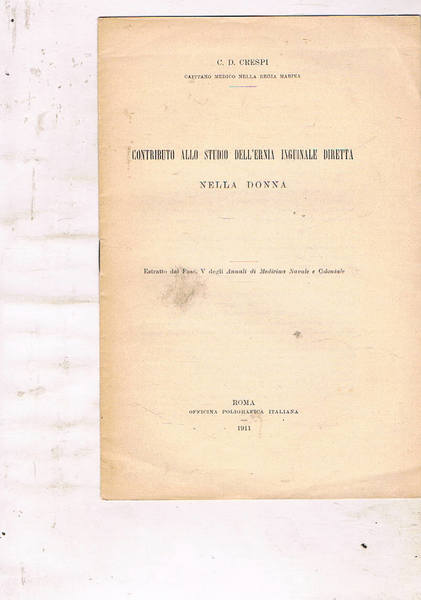 C. D. CRESPI
CAPITANO MEDICO NELLA REGIA MARINA
CONTRIBUTO ALLO STUDIO DELL'ERNIA INGUINALE DIRETTA
NELLA DONNA
Estratto dal Fasc. V degli Annali di Medicina Navale e Coloniale
ROMA
OFFICINA POLIGRAFICA ITALIANA
1911